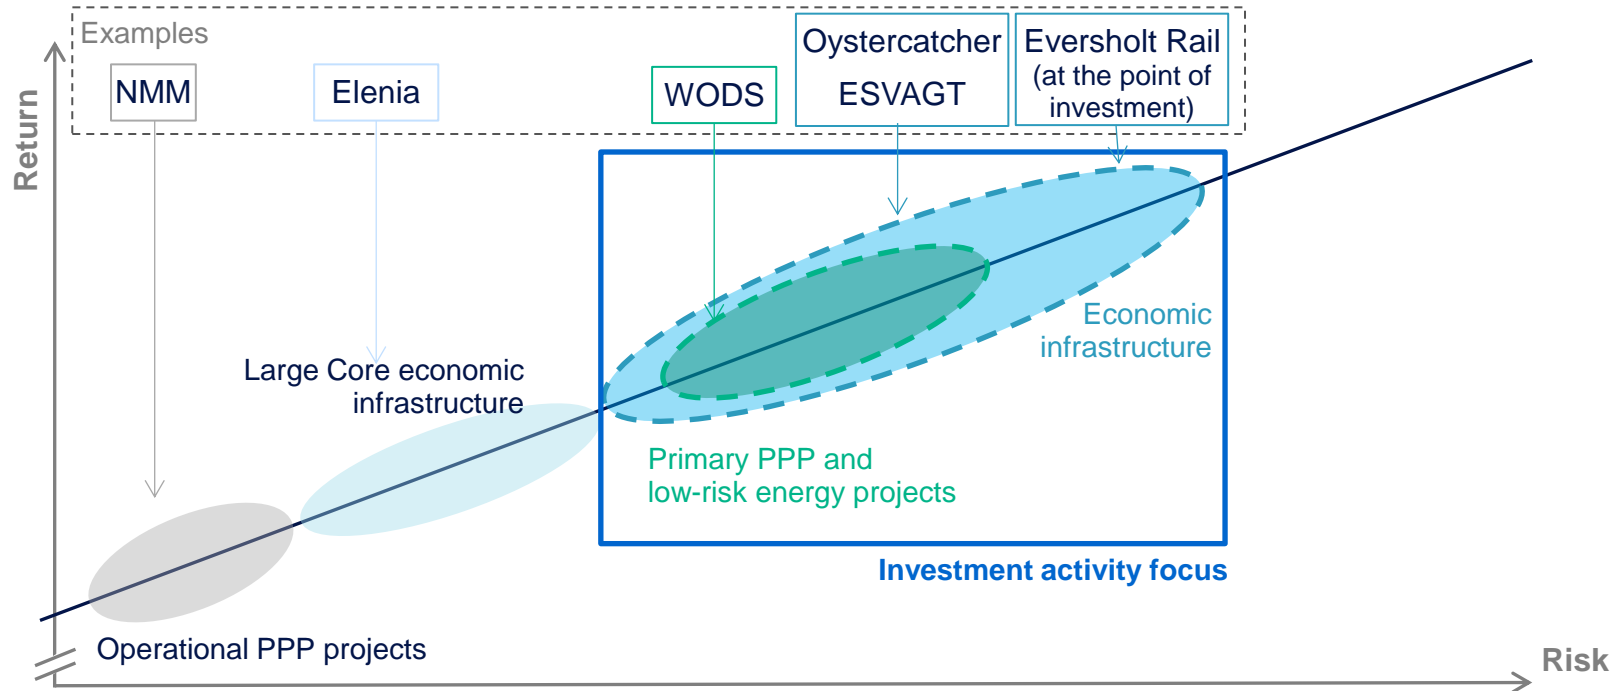 Examples
NMM
Elenia
WODS
Oystercatcher
ESVAGT
Eversholt Rail
(at the point of
investment)
Return
Large Core economic
infrastructure
Economic
infrastructure
Primary PPP and
low-risk energy projects
Investment activity focus
Operational PPP projects
Risk